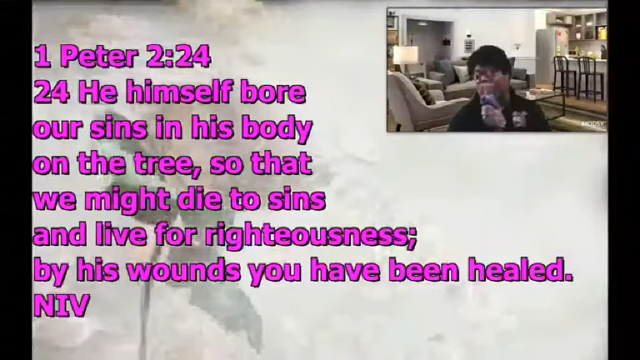 1 Peter 2:24
24 He himself bore
our sins in his body
on the tree, so that
we might die to sins
and live for righteousness;
by his wounds you have been healed.
NIV